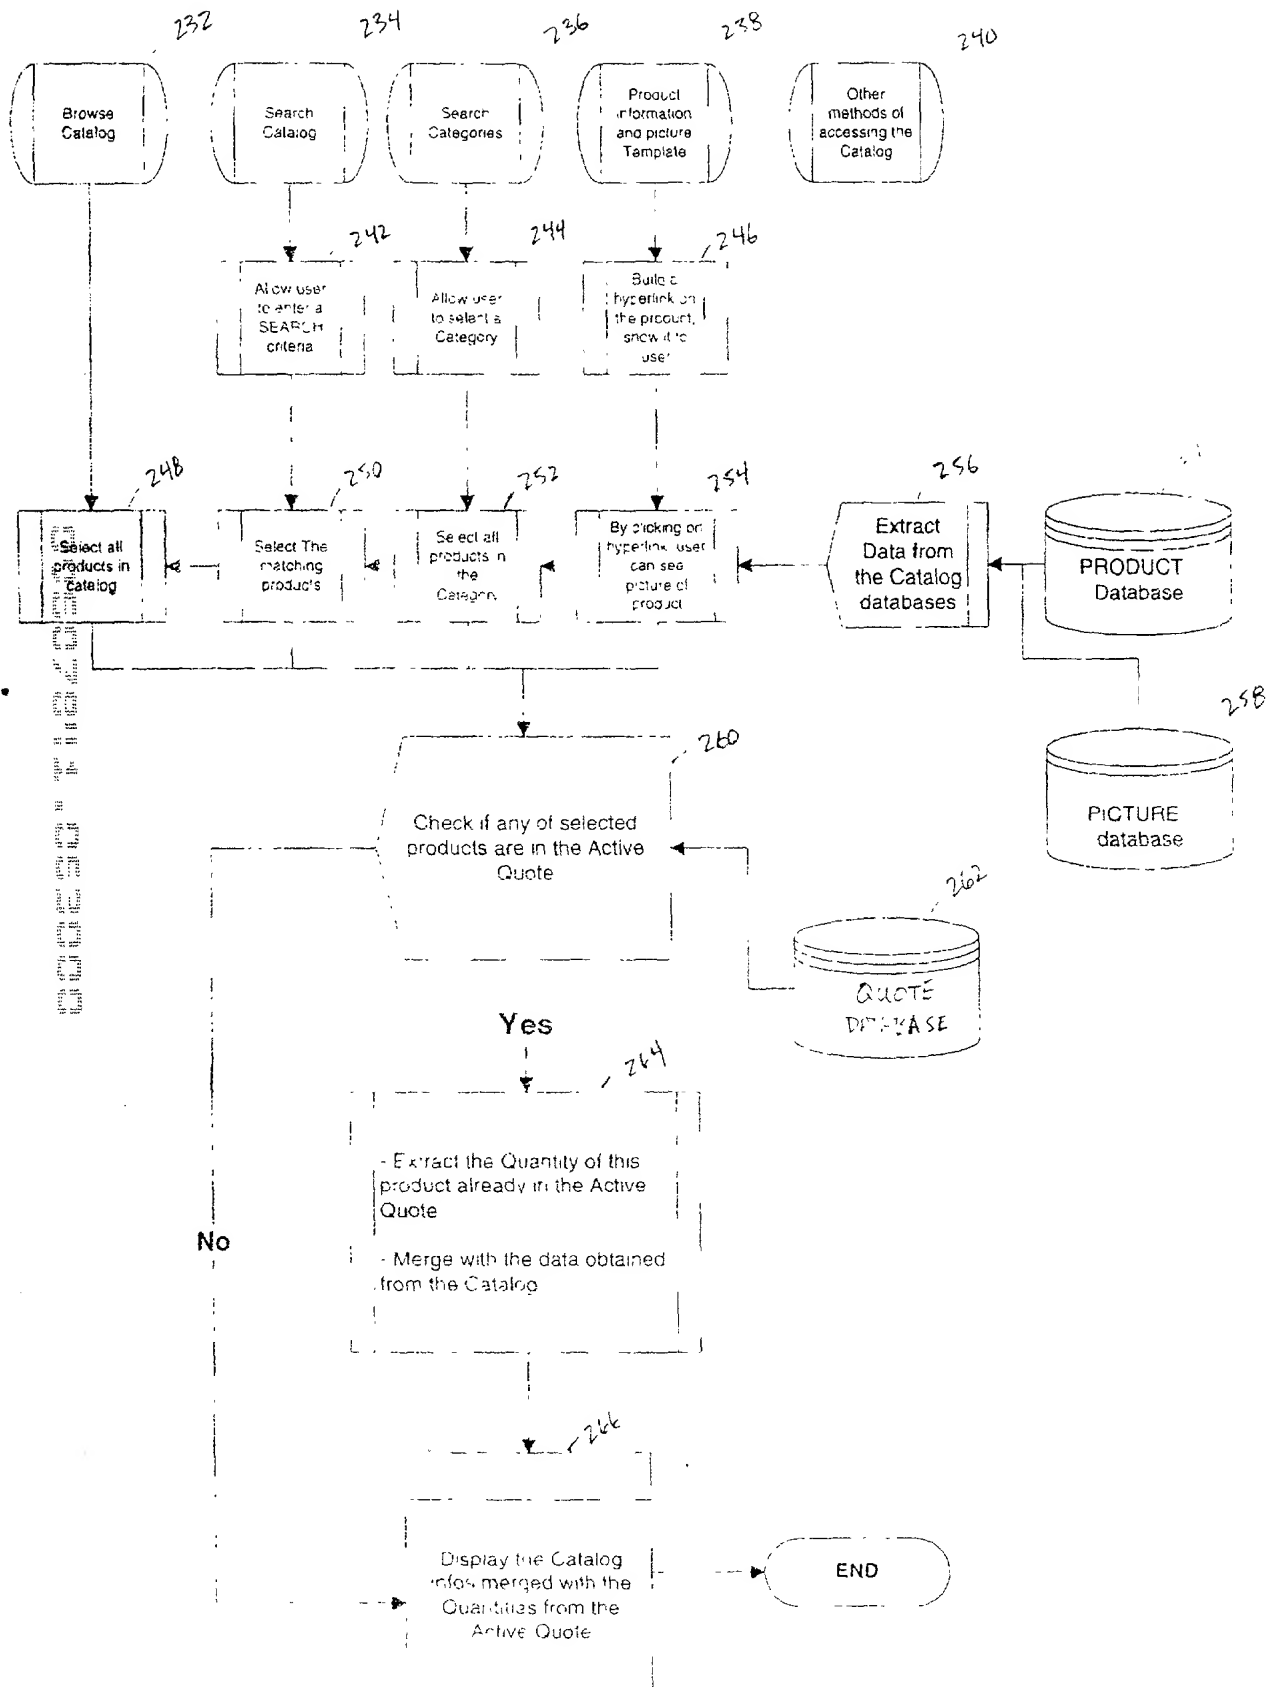 232
234
236
238
240
Browse
Catalog
Search
Catalog
Search
Categories
Product
information
and picture
Template
Other
methods of
accessing the
Catalog
242
244
246
Allow user
to enter a
SEARCH
criteria
Allow user
to select a
Category
Build a
hyperlink on
the product,
show it to
user
248
250
252
254
256
Select all
products in
catalog
Select The
matching
products
Select all
products in
the
Category
By clicking on
hyperlink user
can see
picture of
product
Extract
Data from
the Catalog
databases
PRODUCT
Database
258
PICTURE
database
260
Check if any of selected
products are in the Active
Quote
262
QUOTE
DATABASE
Yes
264
- Extract the Quantity of this
product already in the Active
Quote
- Merge with the data obtained
from the Catalog
No
266
Display the Catalog
infos merged with the
Quantities from the
Active Quote
END